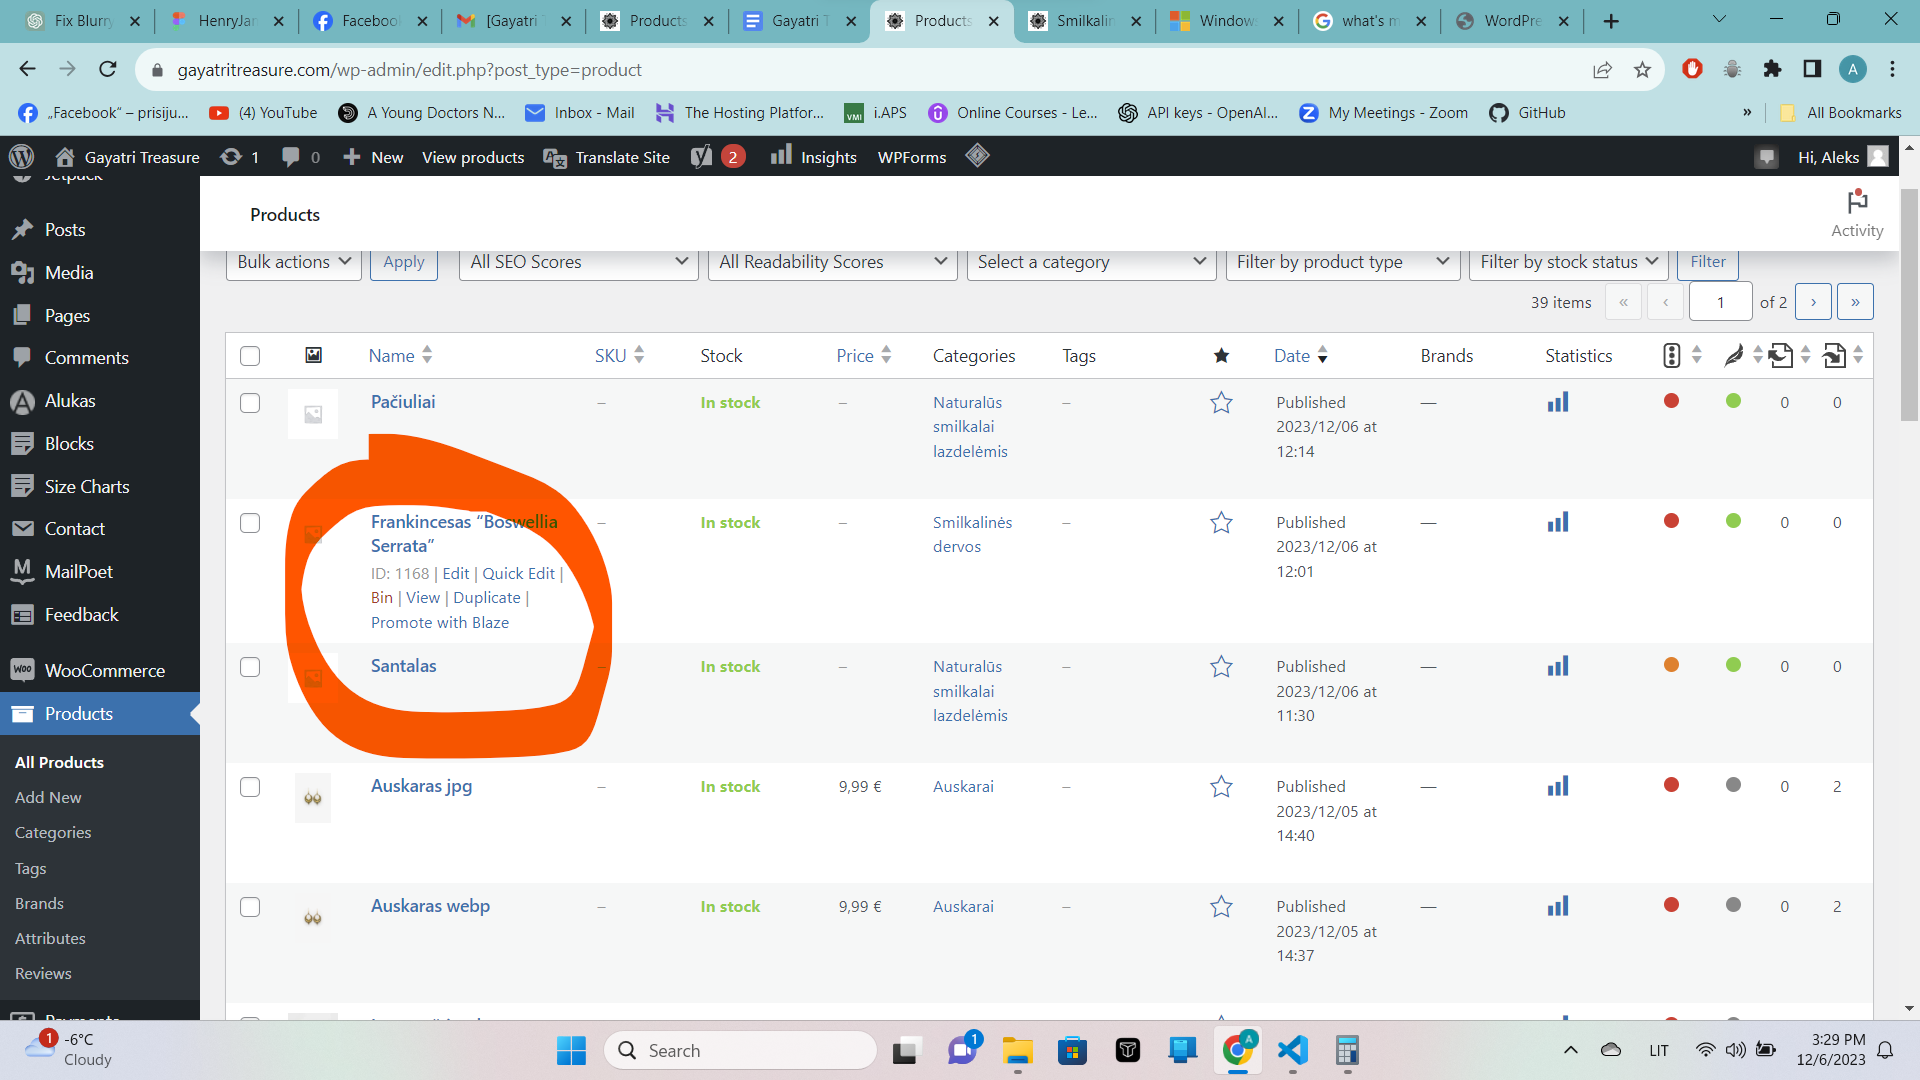 Fix Blurry
HenryJam
Facebook
[Gayatri T
Products
Gayatri T
Products
Smilkalin
Windows
what's m
WordPre
gayatritreasure.com/wp-admin/edit.php?post_type=product
A
„Facebook“ – prisiju...
(4) YouTube
A Young Doctors N...
Inbox - Mail
The Hosting Platfor...
i.APS
Online Courses - Le...
API keys - OpenAI...
My Meetings - Zoom
GitHub
»
All Bookmarks
Gayatri Treasure
1
0
New
View products
Translate Site
2
Insights
WPForms
Hi, Aleks
Jetpack
Posts
Media
Pages
Comments
Alukas
Blocks
Size Charts
Contact
MailPoet
Feedback
WooCommerce
Products
All Products
Add New
Categories
Tags
Brands
Attributes
Reviews
Payments
Products
Activity
Bulk actions
Apply
All SEO Scores
All Readability Scores
Select a category
Filter by product type
Filter by stock status
Filter
39 items
«
‹
1
of 2
›
»
Name
SKU
Stock
Price
Categories
Tags
Date
Brands
Statistics
Pačiuliai
–
In stock
–
Naturalūs
smilkalai
lazdelėmis
–
Published
2023/12/06 at
12:14
—
0
0
Frankincesas “Boswellia
Serrata”
ID: 1168 | Edit | Quick Edit |
Bin | View | Duplicate |
Promote with Blaze
–
In stock
–
Smilkalinės
dervos
–
Published
2023/12/06 at
12:01
—
0
0
Santalas
–
In stock
–
Naturalūs
smilkalai
lazdelėmis
–
Published
2023/12/06 at
11:30
—
0
0
Auskaras jpg
–
In stock
9,99 €
Auskarai
–
Published
2023/12/05 at
14:40
—
0
2
Auskaras webp
–
In stock
9,99 €
Auskarai
–
Published
2023/12/05 at
14:37
—
0
2
1
-6°C
Cloudy
Search
1
A
LIT
3:29 PM
12/6/2023